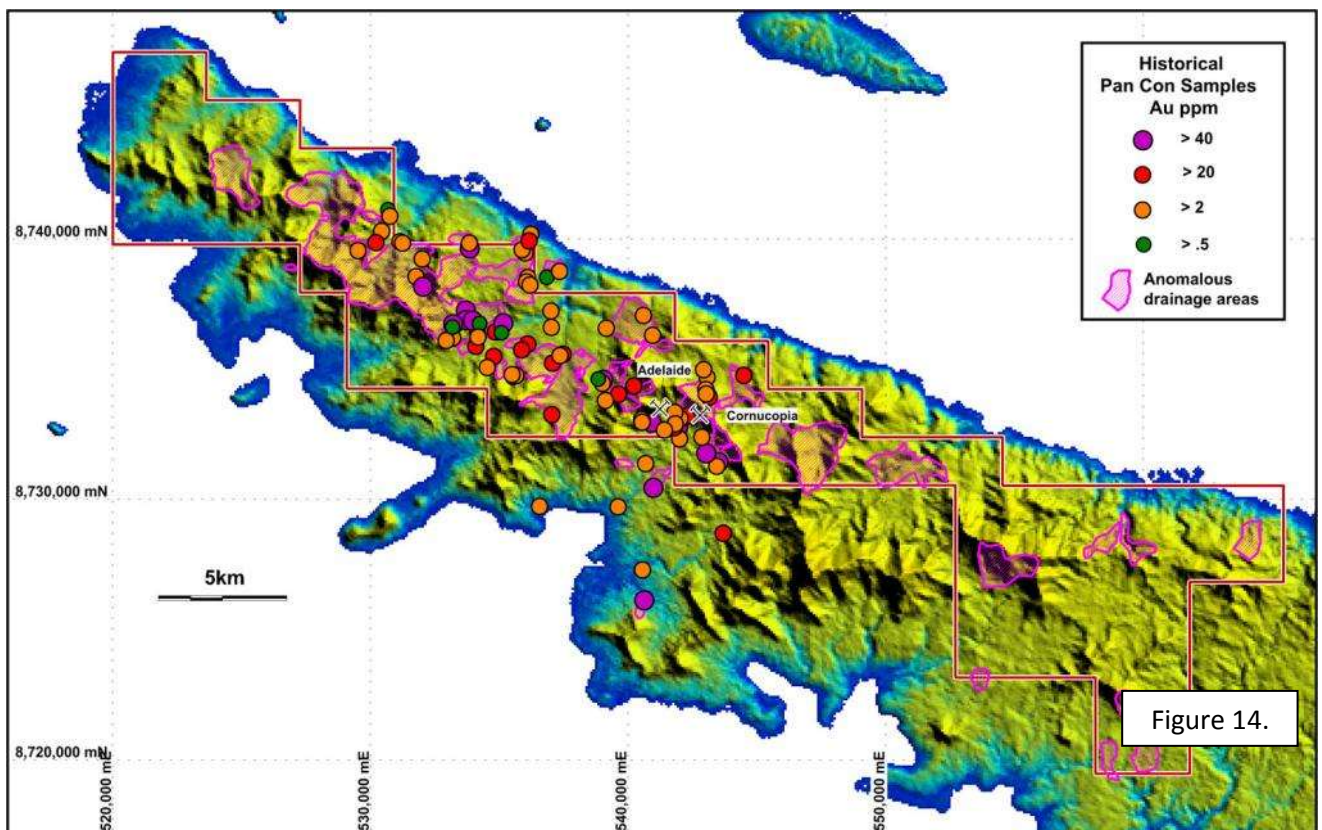 Historical
Pan Con Samples
Au ppm
> 40
> 20
> 2
> .5
Anomalous
drainage areas
8,740,000 mN
Adelaide
Cornucopia
8,730,000 mN
5km
Figure 14.
8,720,000 mN
520,000 mE
530,000 mE
540,000 mE
550,000 mE